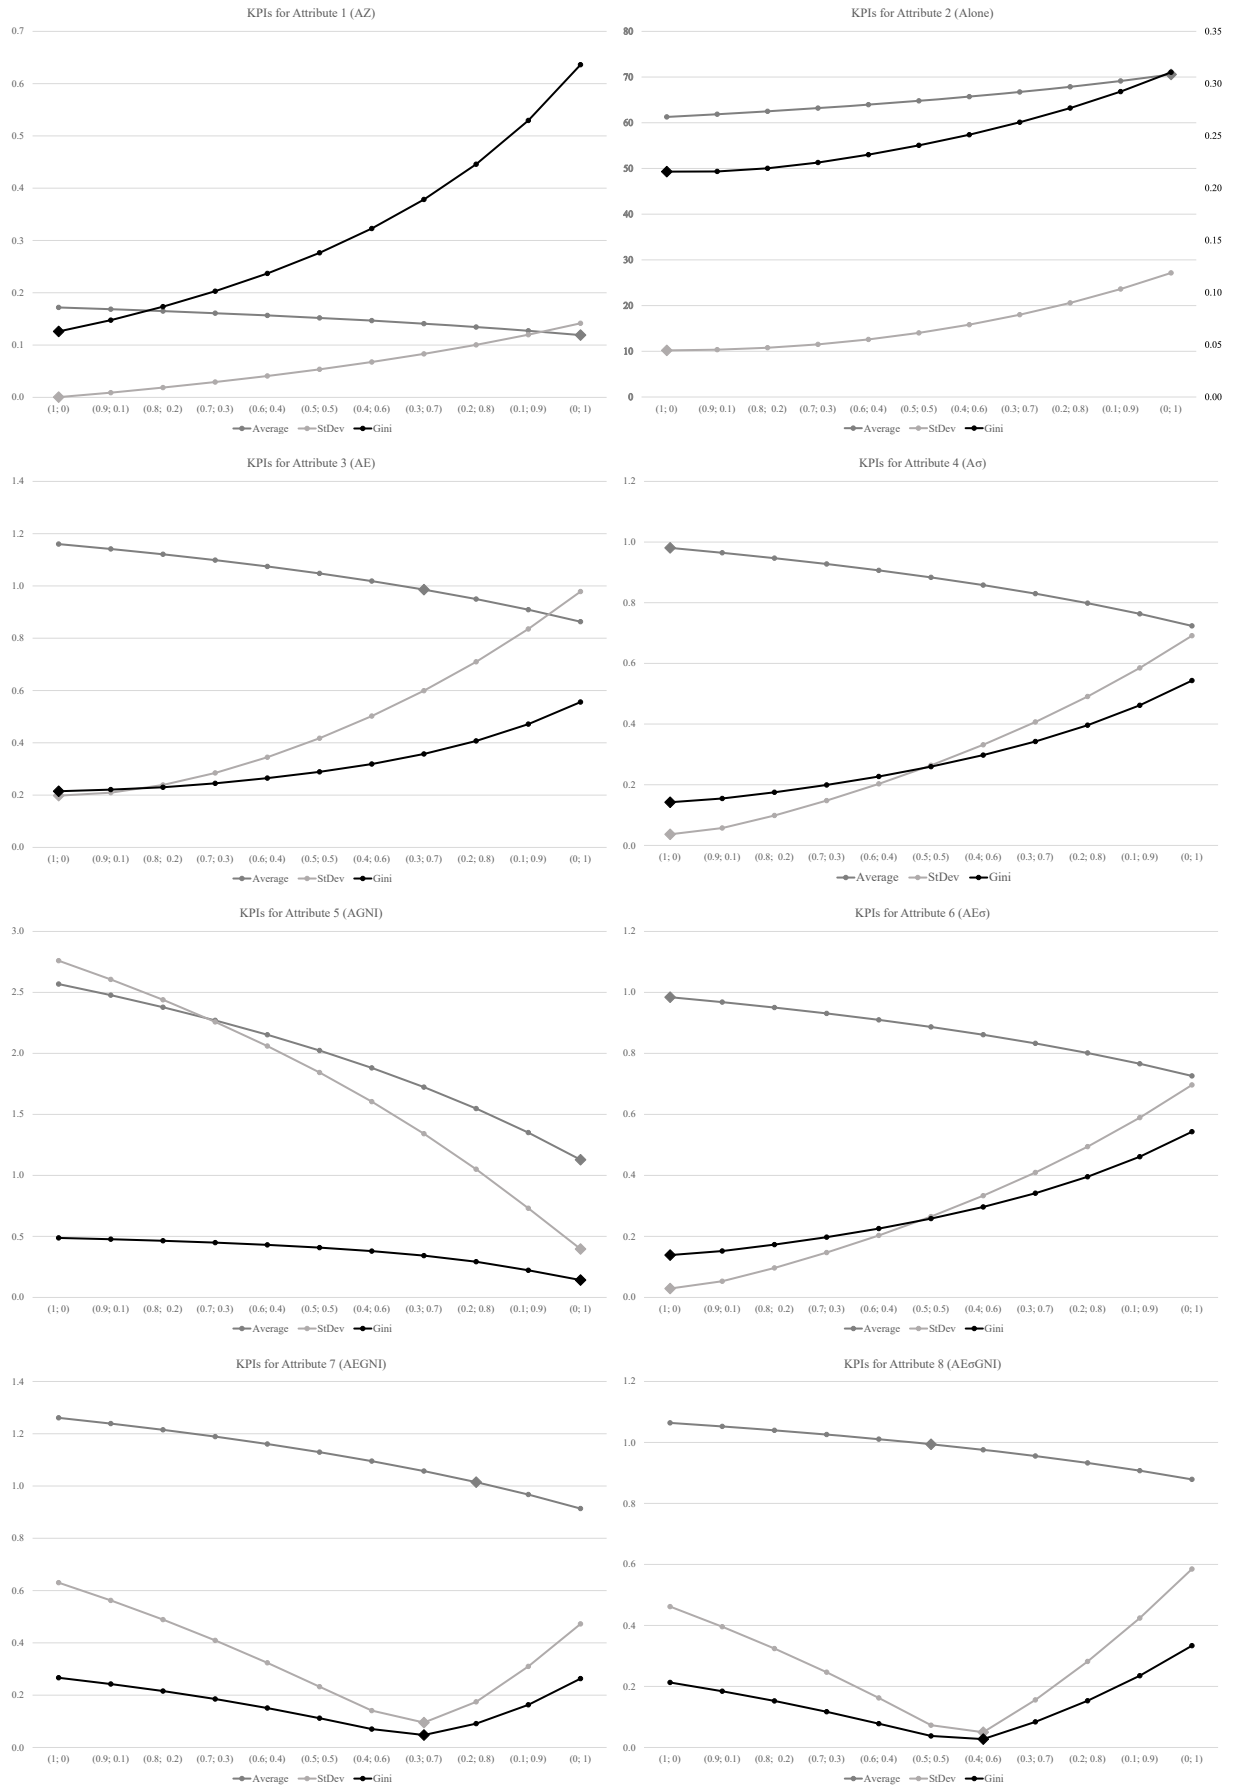 KPIs for Attribute 1 (AZ)
0.7
0.6
0.5
0.4
0.3
0.2
0.1
0.0
(1; 0) (0.9; 0.1) (0.8; 0.2) (0.7; 0.3) (0.6; 0.4) (0.5; 0.5) (0.4; 0.6) (0.3; 0.7) (0.2; 0.8) (0.1; 0.9) (0; 1)
Average StDev Gini
KPIs for Attribute 2 (Alone)
80 0.35
70 0.30
60 0.25
50 0.20
40
30 0.15
20 0.10
10 0.05
0 0.00
(1; 0) (0.9; 0.1) (0.8; 0.2) (0.7; 0.3) (0.6; 0.4) (0.5; 0.5) (0.4; 0.6) (0.3; 0.7) (0.2; 0.8) (0.1; 0.9) (0; 1)
Average StDev Gini
KPIs for Attribute 3 (AE)
1.4
1.2
1.0
0.8
0.6
0.4
0.2
0.0
(1; 0) (0.9; 0.1) (0.8; 0.2) (0.7; 0.3) (0.6; 0.4) (0.5; 0.5) (0.4; 0.6) (0.3; 0.7) (0.2; 0.8) (0.1; 0.9) (0; 1)
Average StDev Gini
KPIs for Attribute 4 (Aσ)
1.2
1.0
0.8
0.6
0.4
0.2
0.0
(1; 0) (0.9; 0.1) (0.8; 0.2) (0.7; 0.3) (0.6; 0.4) (0.5; 0.5) (0.4; 0.6) (0.3; 0.7) (0.2; 0.8) (0.1; 0.9) (0; 1)
Average StDev Gini
KPIs for Attribute 5 (AGNI)
3.0
2.5
2.0
1.5
1.0
0.5
0.0
(1; 0) (0.9; 0.1) (0.8; 0.2) (0.7; 0.3) (0.6; 0.4) (0.5; 0.5) (0.4; 0.6) (0.3; 0.7) (0.2; 0.8) (0.1; 0.9) (0; 1)
Average StDev Gini
KPIs for Attribute 6 (AEσ)
1.2
1.0
0.8
0.6
0.4
0.2
0.0
(1; 0) (0.9; 0.1) (0.8; 0.2) (0.7; 0.3) (0.6; 0.4) (0.5; 0.5) (0.4; 0.6) (0.3; 0.7) (0.2; 0.8) (0.1; 0.9) (0; 1)
Average StDev Gini
KPIs for Attribute 7 (AEGNI)
1.4
1.2
1.0
0.8
0.6
0.4
0.2
0.0
(1; 0) (0.9; 0.1) (0.8; 0.2) (0.7; 0.3) (0.6; 0.4) (0.5; 0.5) (0.4; 0.6) (0.3; 0.7) (0.2; 0.8) (0.1; 0.9) (0; 1)
Average StDev Gini
KPIs for Attribute 8 (AEσGNI)
1.2
1.0
0.8
0.6
0.4
0.2
0.0
(1; 0) (0.9; 0.1) (0.8; 0.2) (0.7; 0.3) (0.6; 0.4) (0.5; 0.5) (0.4; 0.6) (0.3; 0.7) (0.2; 0.8) (0.1; 0.9) (0; 1)
Average StDev Gini